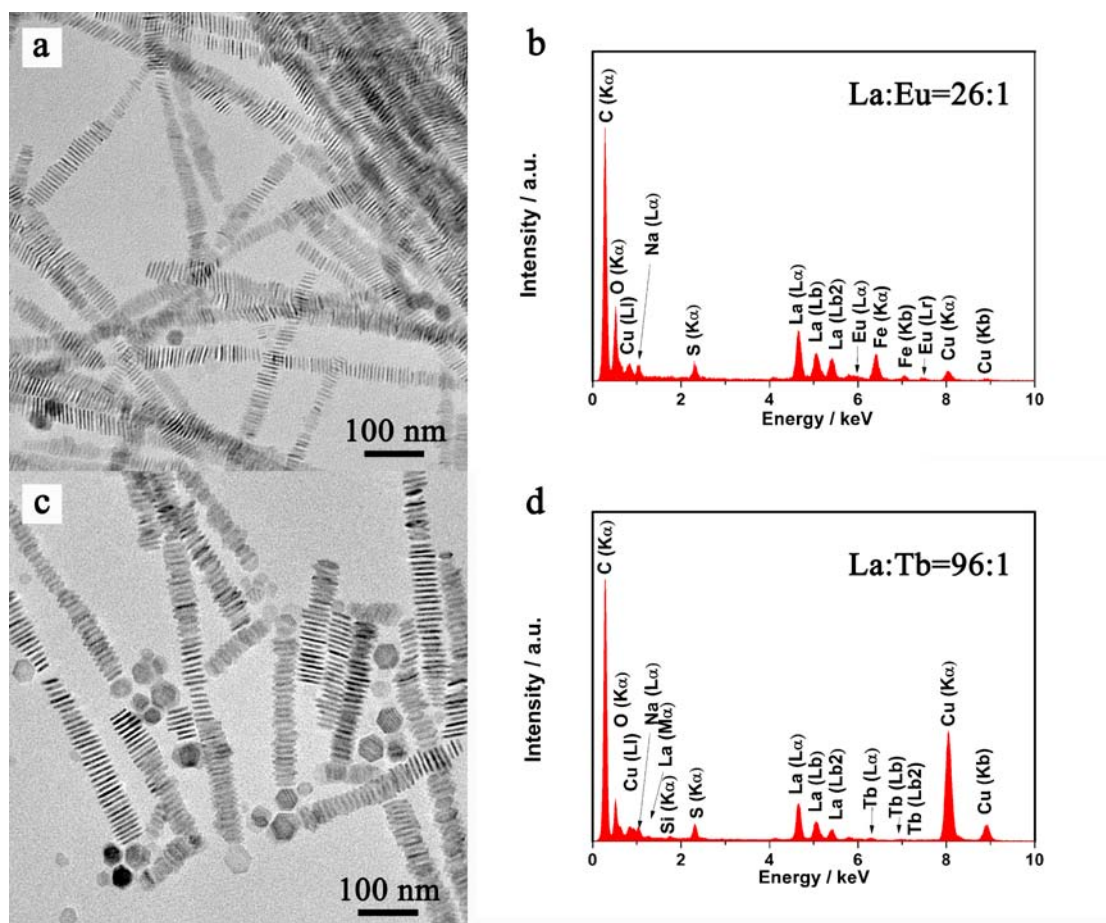 a
100 nm
b
La:Eu=26:1
C (Kα)
O (Kα)
Cu (Ll)
Na (Lα)
S (Kα)
La (Lα)
La (Lb)
La (Lb2)
Eu (Lα)
Fe (Kα)
Fe (Kb)
Eu (Lr)
Cu (Kα)
Cu (Kb)
Intensity / a.u.
0 2 4 6 8 10
Energy / keV
c
100 nm
d
La:Tb=96:1
C (Kα)
O (Kα)
Cu (Ll)
Na (Lα)
La (Mα)
Si (Kα)
S (Kα)
La (Lα)
La (Lb)
La (Lb2)
Tb (Lα)
Tb (Lb)
Tb (Lb2)
Cu (Kα)
Cu (Kb)
Intensity / a.u.
0 2 4 6 8 10
Energy / keV